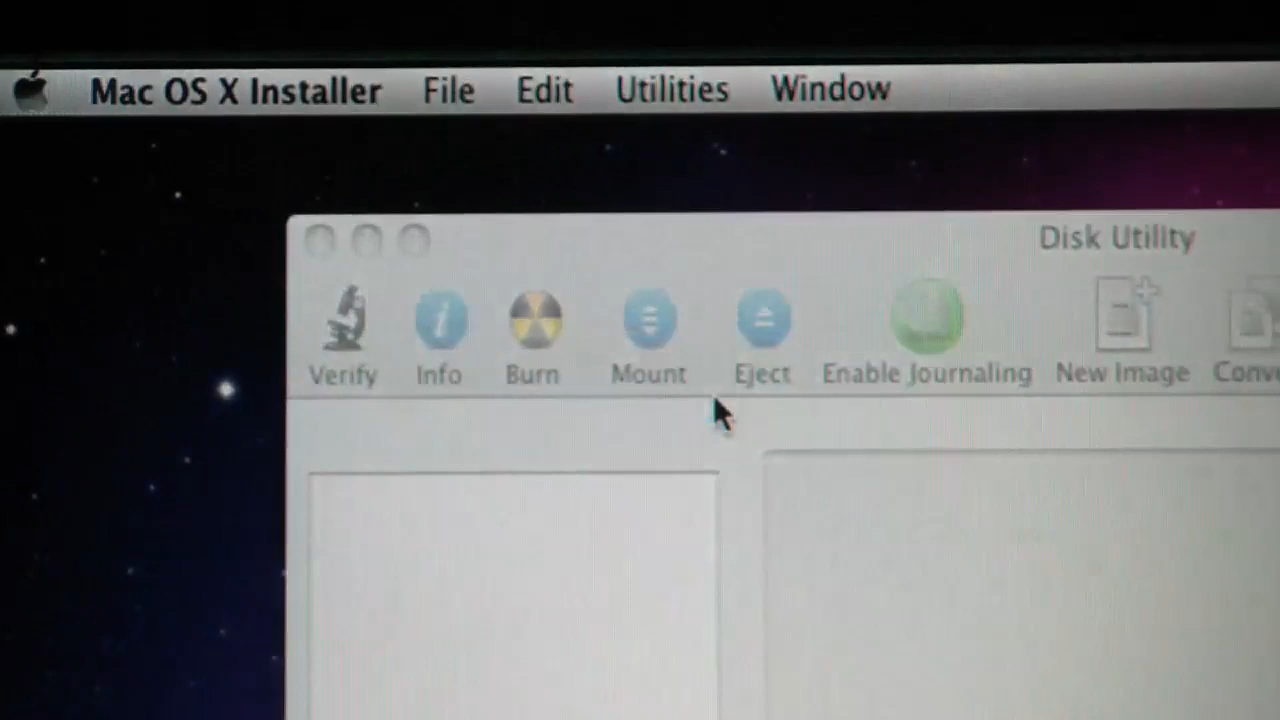 Mac OS X Installer File Edit Utilities Window
Disk Utility
Verify Info Burn Mount Eject Enable Journaling New Image